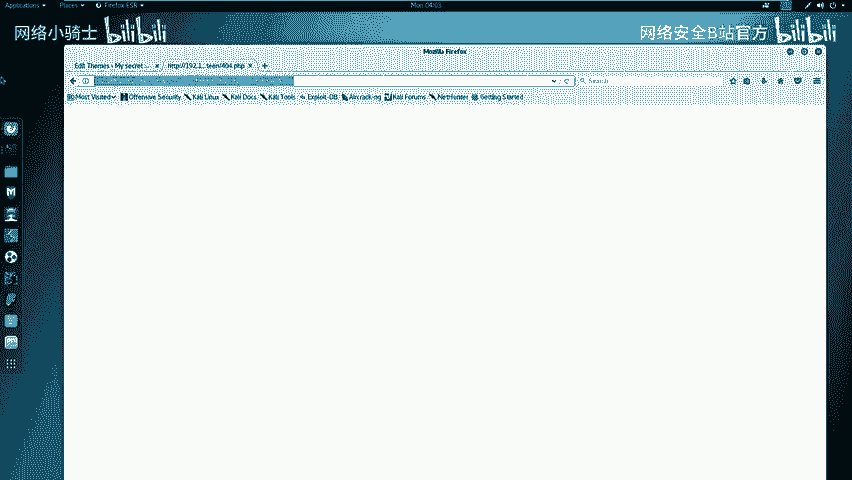 Applications Places Firefox ESR Mon 04:03
网络小骑士 bilibili 网络安全B站官方 bilibili
Mozilla Firefox
Edit Themes - My secret ... http://192.1...teen/404.php
Search
Most Visited Offensive Security Kali Linux Kali Docs Kali Tools Exploit-DB Aircrack-ng Kali Forums NetHunter Getting Started